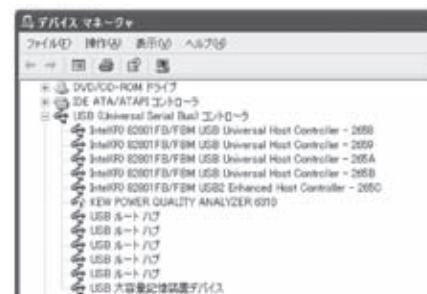 デバイス マネージャ
ファイル(F) 操作(A) 表示(V) ヘルプ(H)
DVD/CD-ROM ドライブ
IDE ATA/ATAPI コントローラ
USB (Universal Serial Bus) コントローラ
Intel(R) 82801FB/FBM USB Universal Host Controller - 2658
Intel(R) 82801FB/FBM USB Universal Host Controller - 2659
Intel(R) 82801FB/FBM USB Universal Host Controller - 265A
Intel(R) 82801FB/FBM USB Universal Host Controller - 265B
Intel(R) 82801FB/FBM USB2 Enhanced Host Controller - 265C
KEW POWER QUALITY ANALYZER 6310
USB ルート ハブ
USB ルート ハブ
USB ルート ハブ
USB ルート ハブ
USB ルート ハブ
USB 大容量記憶装置デバイス